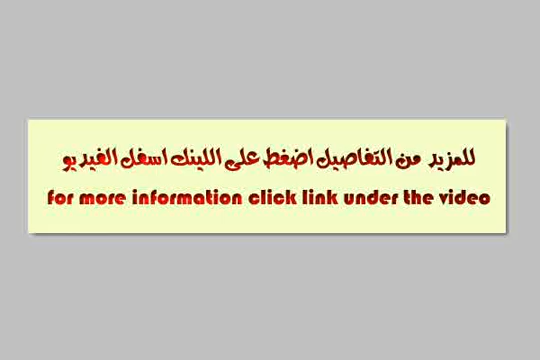 للمزيد من التفاصيل اضغط على اللينك اسفل الفيديو
for more information click link under the video